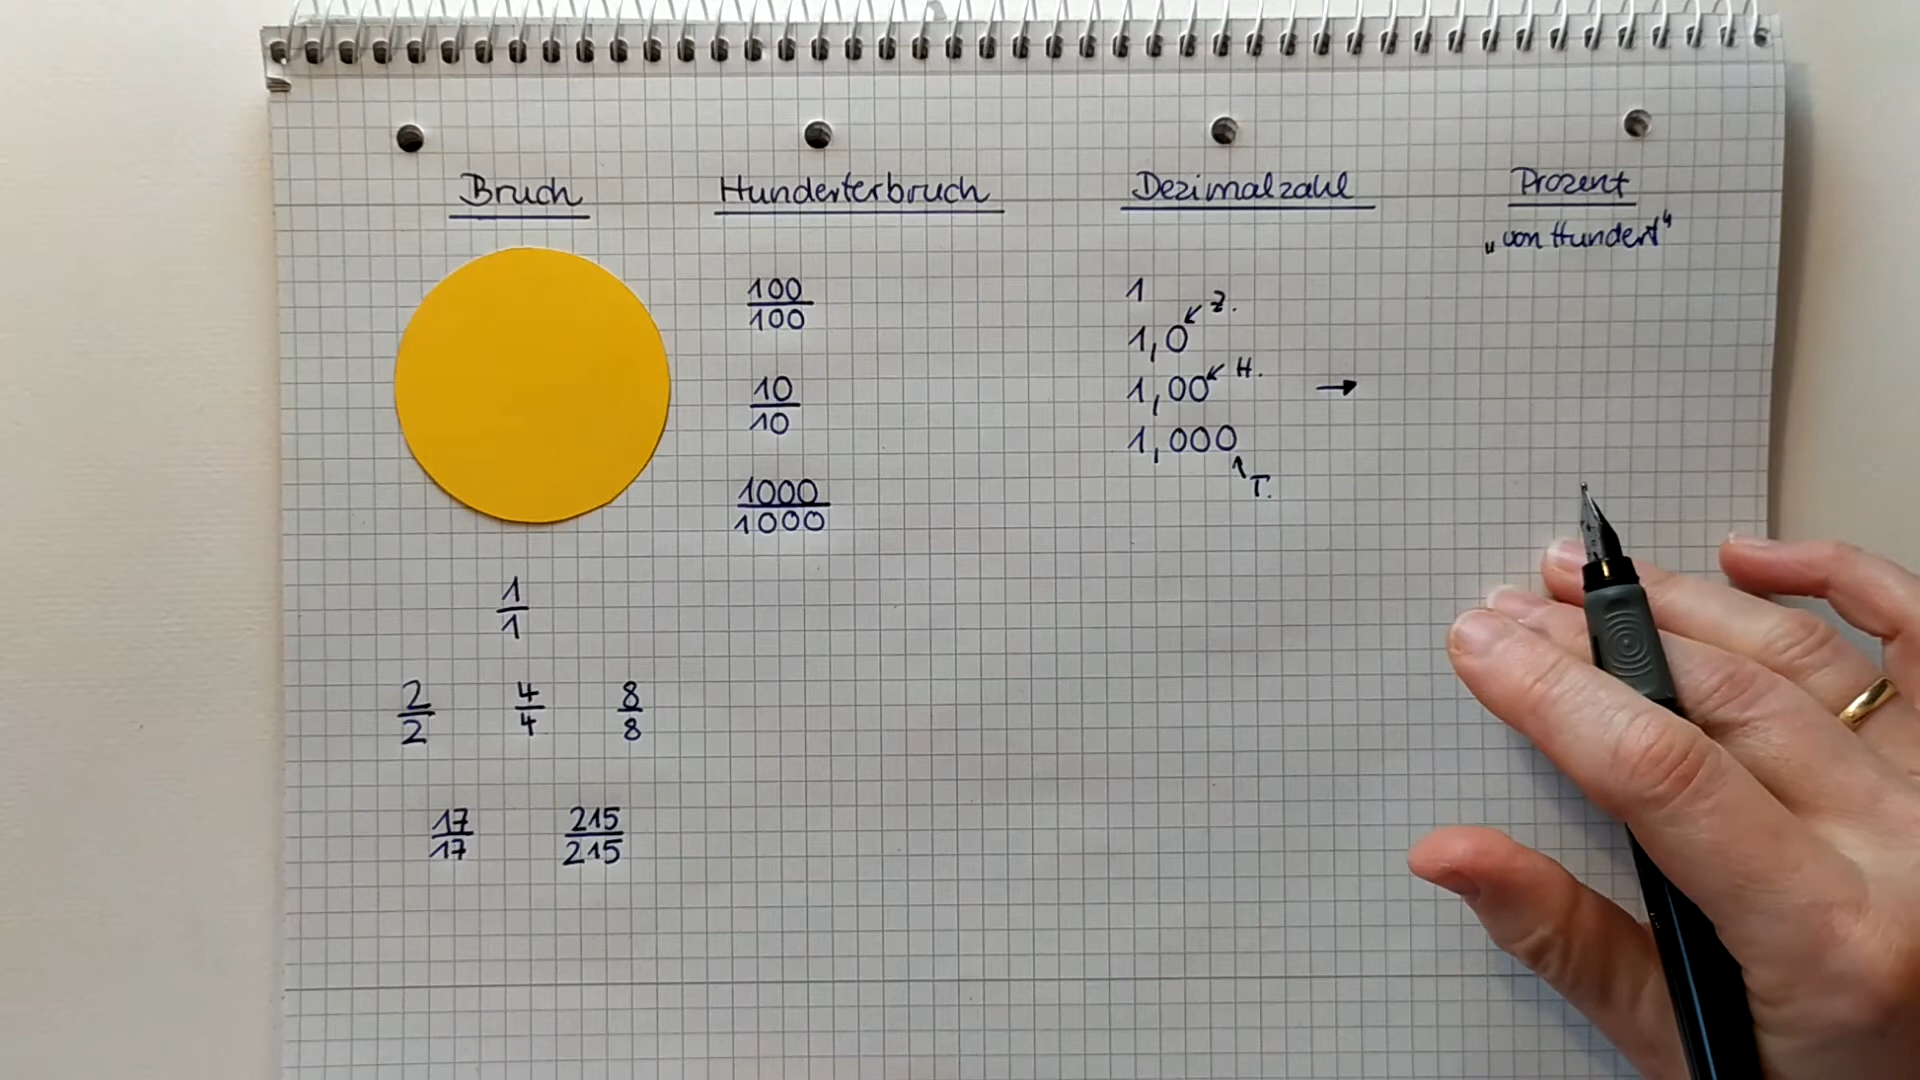 Bruch
Hunderterbruch
Dezimalzahl
Prozent
„von Hundert“
100
100
10
10
1000
1000
1
1,0 Z.
1,00 H. →
1,000
T.
1
1
2 4 8
2 4 8
17 215
17 215